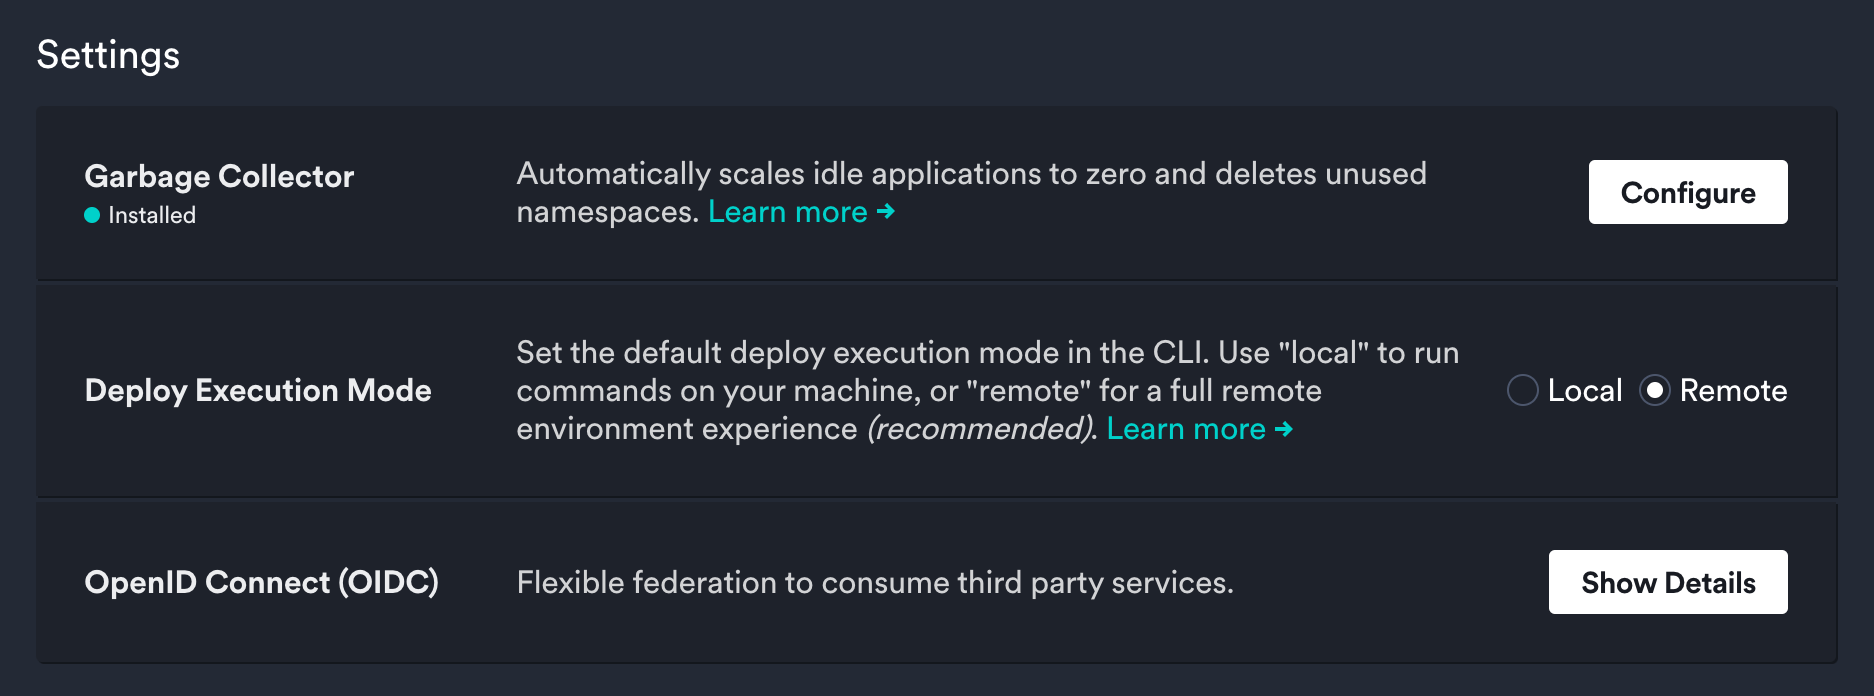 Settings
Garbage Collector
Installed
Automatically scales idle applications to zero and deletes unused
namespaces. Learn more →
Configure
Deploy Execution Mode
Set the default deploy execution mode in the CLI. Use "local" to run
commands on your machine, or "remote" for a full remote
environment experience (recommended). Learn more →
Local
Remote
OpenID Connect (OIDC)
Flexible federation to consume third party services.
Show Details